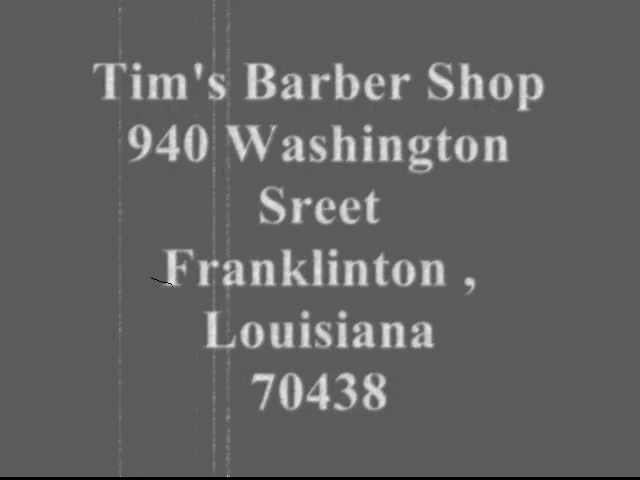 Tim's Barber Shop
940 Washington
Sreet
Franklinton ,
Louisiana
70438